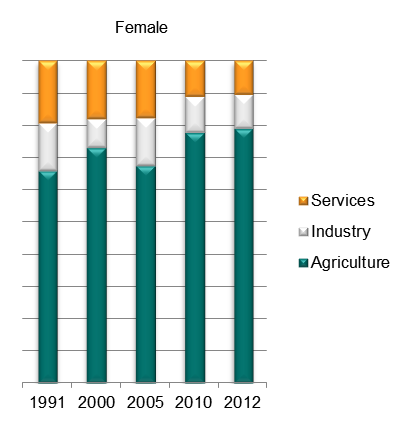 Female
Services
Industry
Agriculture
1991 2000 2005 2010 2012